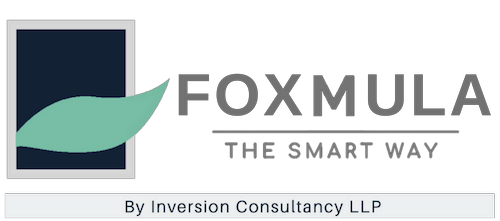 FOXMULA
THE SMART WAY
By Inversion Consultancy LLP